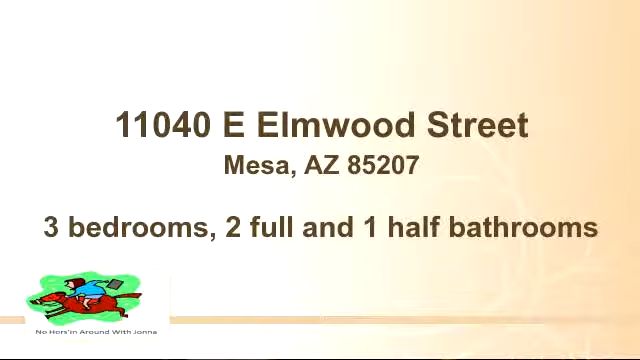 11040 E Elmwood Street
Mesa, AZ 85207
3 bedrooms, 2 full and 1 half bathrooms
No Hors'in Around With Jonna